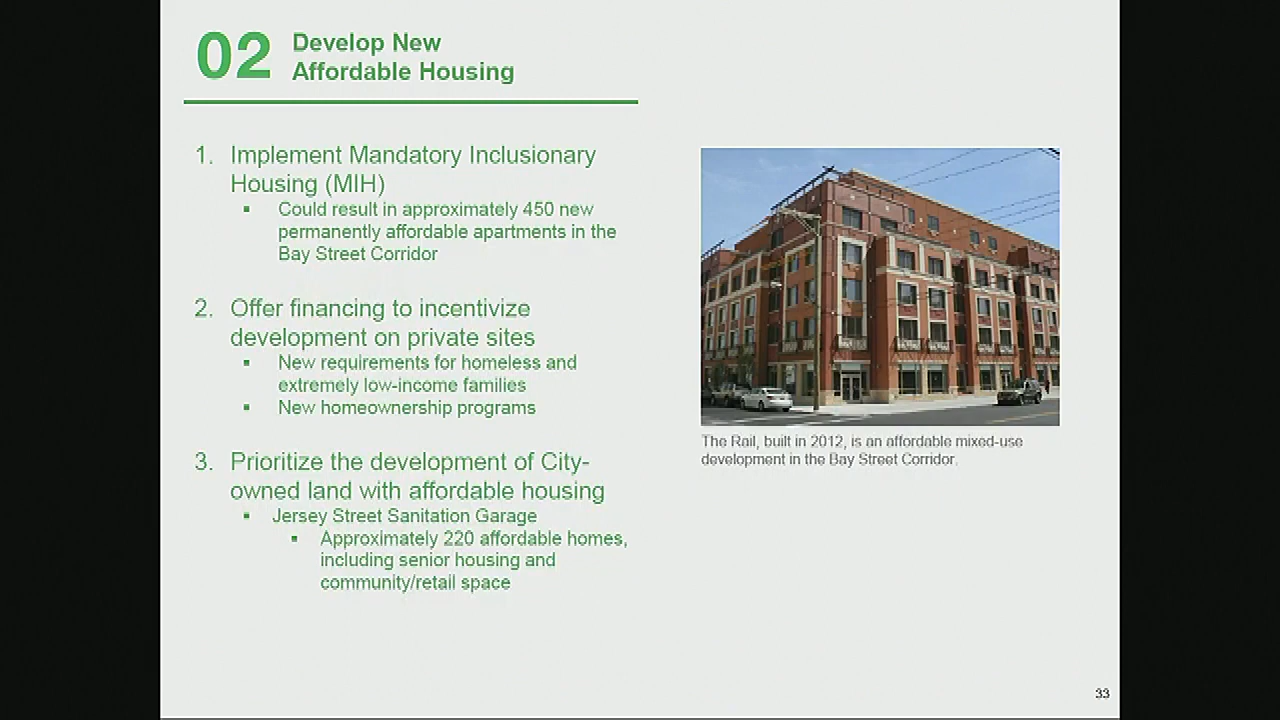 02
Develop New
Affordable Housing
1. Implement Mandatory Inclusionary
Housing (MIH)
▪ Could result in approximately 450 new
permanently affordable apartments in the
Bay Street Corridor
2. Offer financing to incentivize
development on private sites
▪ New requirements for homeless and
extremely low-income families
▪ New homeownership programs
3. Prioritize the development of City-
owned land with affordable housing
▪ Jersey Street Sanitation Garage
▪ Approximately 220 affordable homes,
including senior housing and
community/retail space
The Rail, built in 2012, is an affordable mixed-use
development in the Bay Street Corridor.
33